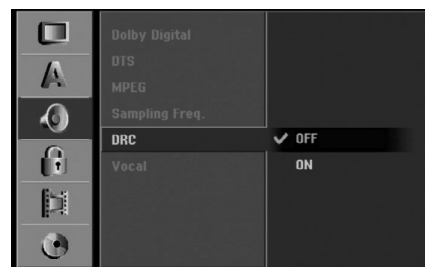 A
Dolby Digital
DTS
MPEG
Sampling Freq.
DRC
Vocal
OFF
ON